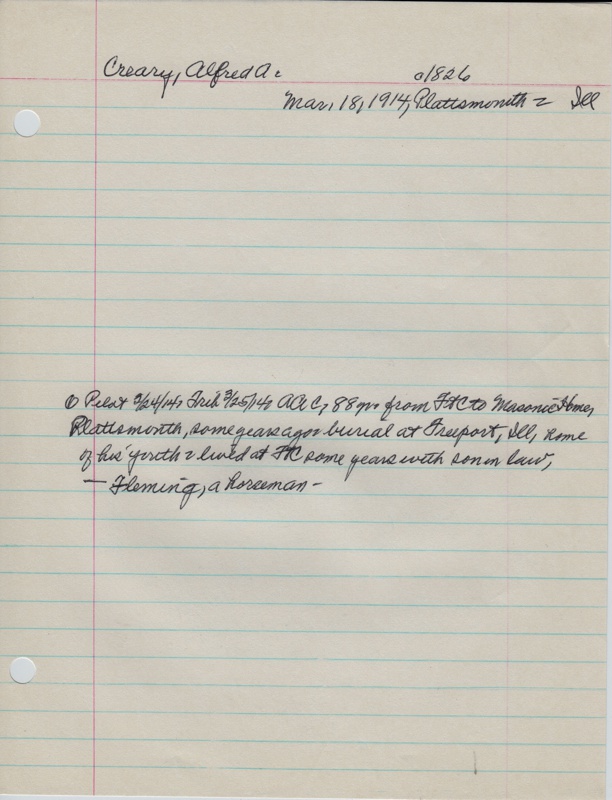 Creary, Alfred A. c1826
Mar, 18, 1914, Plattsmouth - Ill
O Pilot 3/24/14, Trib 3/25/14, A A C, 88 yr. from FtC to Masonic Home,
Plattsmouth, some years ago - burial at Freeport, Ill, home
of his youth - lived at FtC some years with son in law,
— Fleming, a horseman -